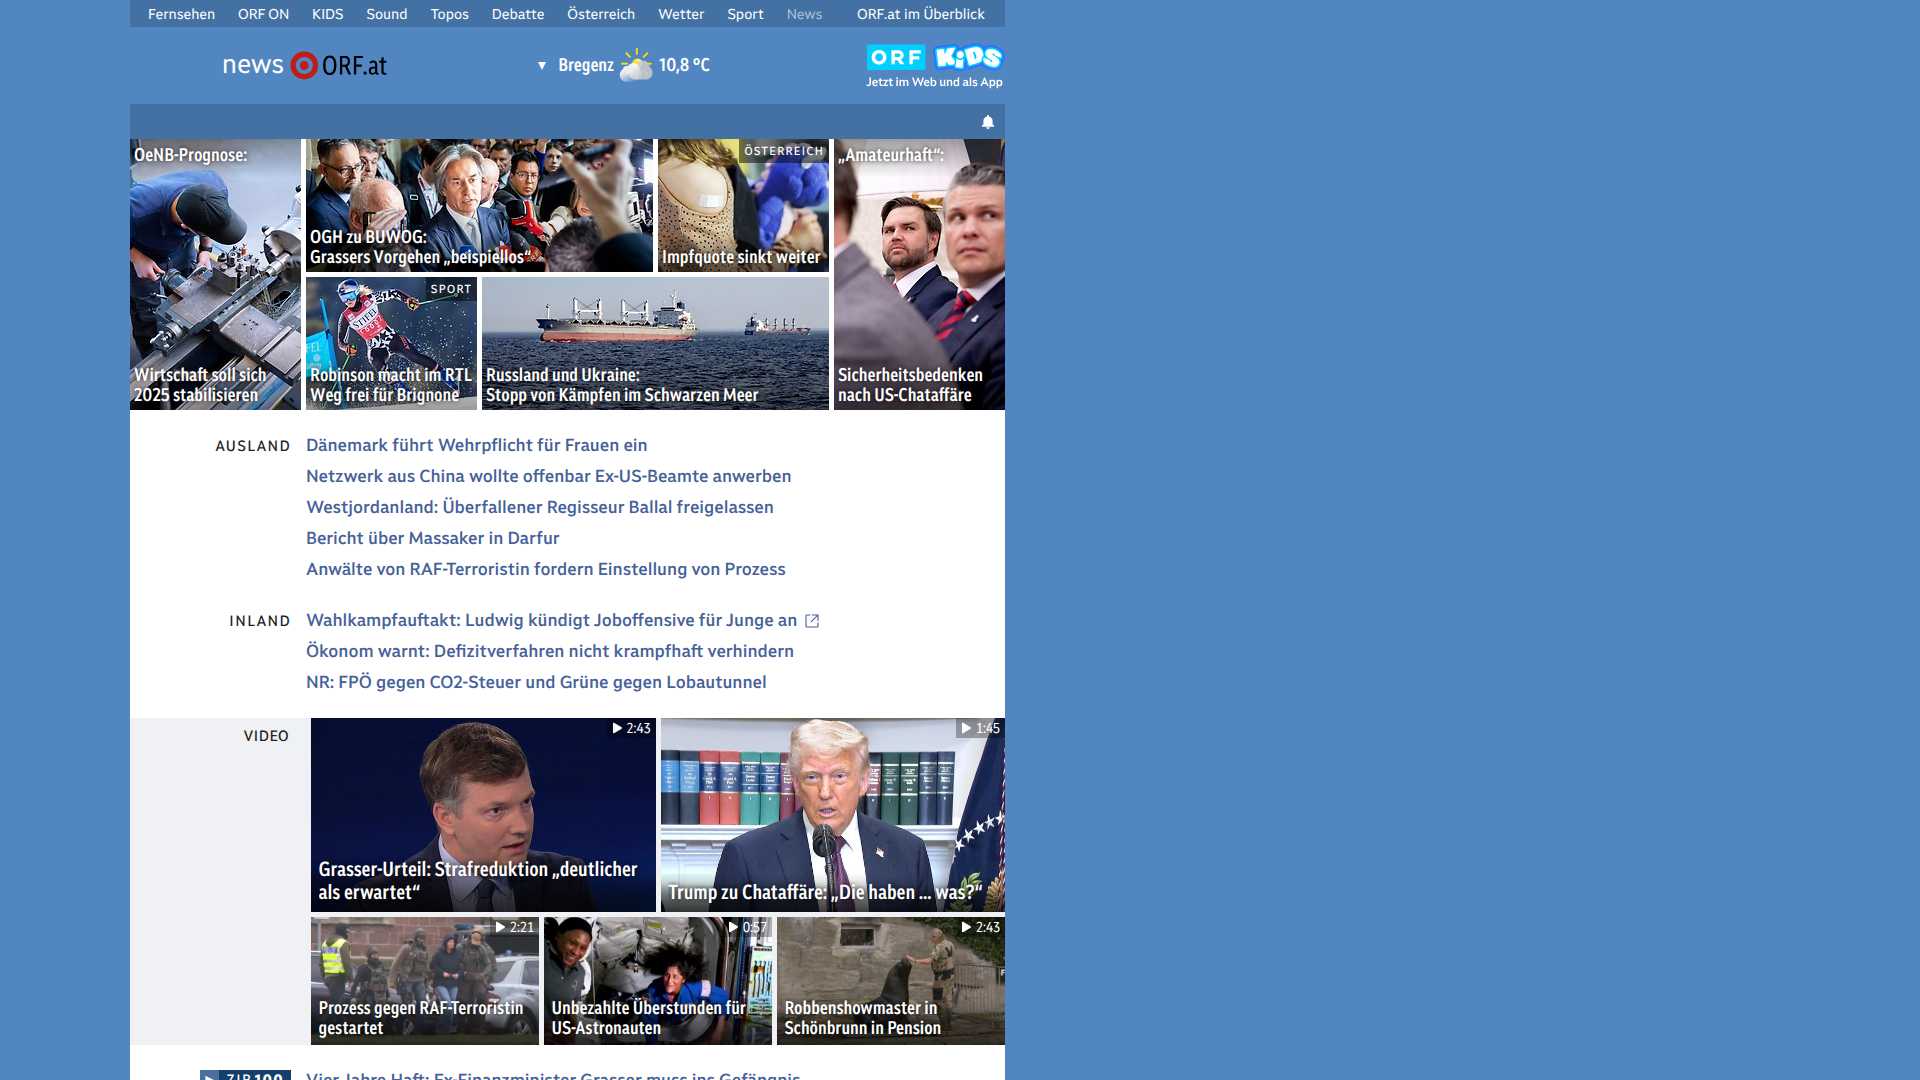 Fernsehen ORF ON KIDS Sound Topos Debatte Österreich Wetter Sport News ORF.at im Überblick
news ORF.at
Bregenz 10,8 °C
ORF KiDS
Jetzt im Web und als App
OeNB-Prognose:
Wirtschaft soll sich
2025 stabilisieren
OGH zu BUWOG:
Grassers Vorgehen „beispiellos“
ÖSTERREICH
Impfquote sinkt weiter
„Amateurhaft“:
Sicherheitsbedenken
nach US-Chataffäre
SPORT
Robinson macht im RTL
Weg frei für Brignone
Russland und Ukraine:
Stopp von Kämpfen im Schwarzen Meer
AUSLAND
Dänemark führt Wehrpflicht für Frauen ein
Netzwerk aus China wollte offenbar Ex-US-Beamte anwerben
Westjordanland: Überfallener Regisseur Ballal freigelassen
Bericht über Massaker in Darfur
Anwälte von RAF-Terroristin fordern Einstellung von Prozess
INLAND
Wahlkampfauftakt: Ludwig kündigt Joboffensive für Junge an
Ökonom warnt: Defizitverfahren nicht krampfhaft verhindern
NR: FPÖ gegen CO2-Steuer und Grüne gegen Lobautunnel
VIDEO
2:43
Grasser-Urteil: Strafreduktion „deutlicher
als erwartet“
1:45
Trump zu Chataffäre: „Die haben ... was?“
2:21
Prozess gegen RAF-Terroristin
gestartet
0:57
Unbezahlte Überstunden für
US-Astronauten
2:43
Robbenshowmaster in
Schönbrunn in Pension
ZIB 100
Vier Jahre Haft: Ex-Finanzminister Grasser muss ins Gefängnis